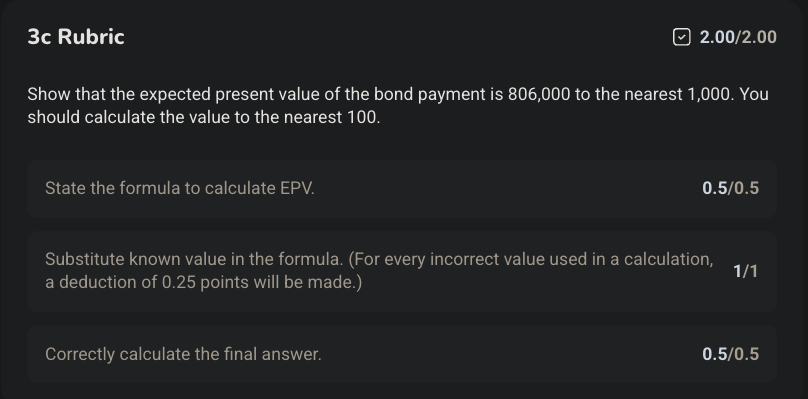 3c Rubric 2.00/2.00
Show that the expected present value of the bond payment is 806,000 to the nearest 1,000. You
should calculate the value to the nearest 100.
State the formula to calculate EPV. 0.5/0.5
Substitute known value in the formula. (For every incorrect value used in a calculation,
a deduction of 0.25 points will be made.) 1/1
Correctly calculate the final answer. 0.5/0.5